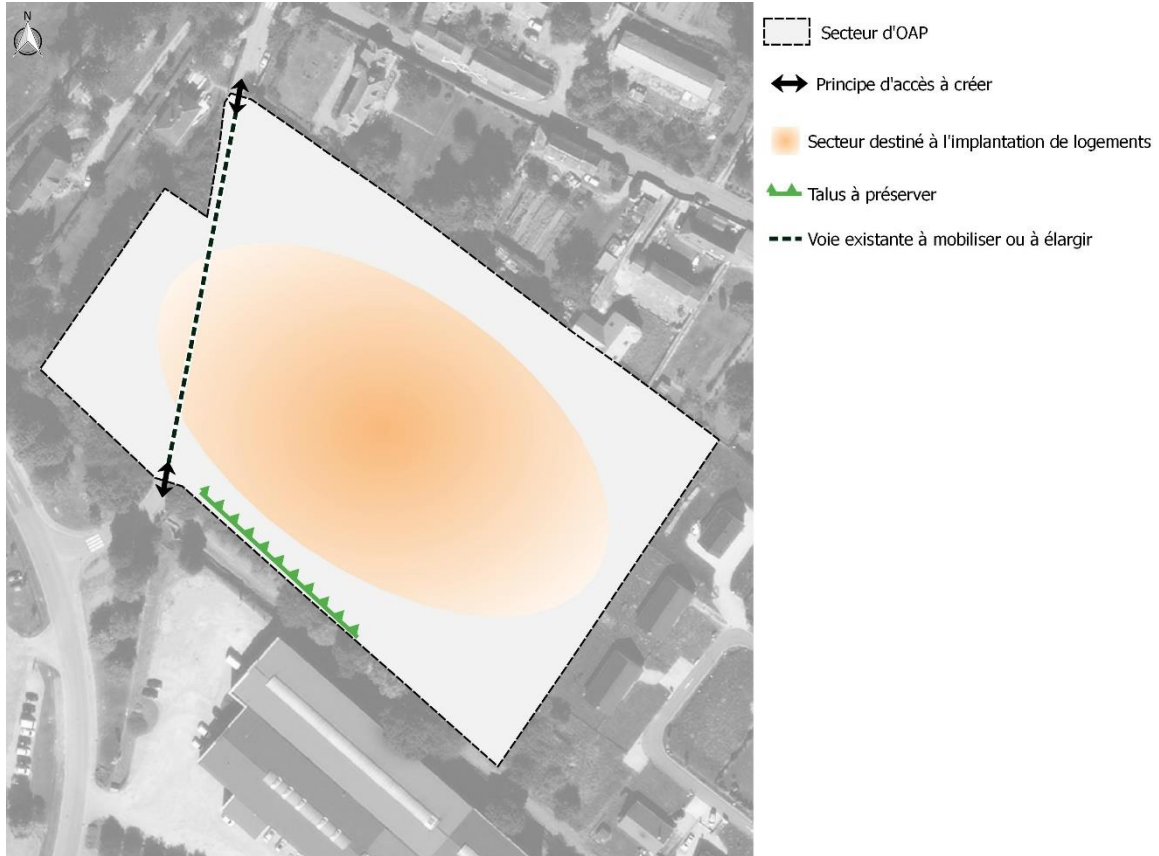 N
Secteur d'OAP
Principe d'accès à créer
Secteur destiné à l'implantation de logements
Talus à préserver
Voie existante à mobiliser ou à élargir